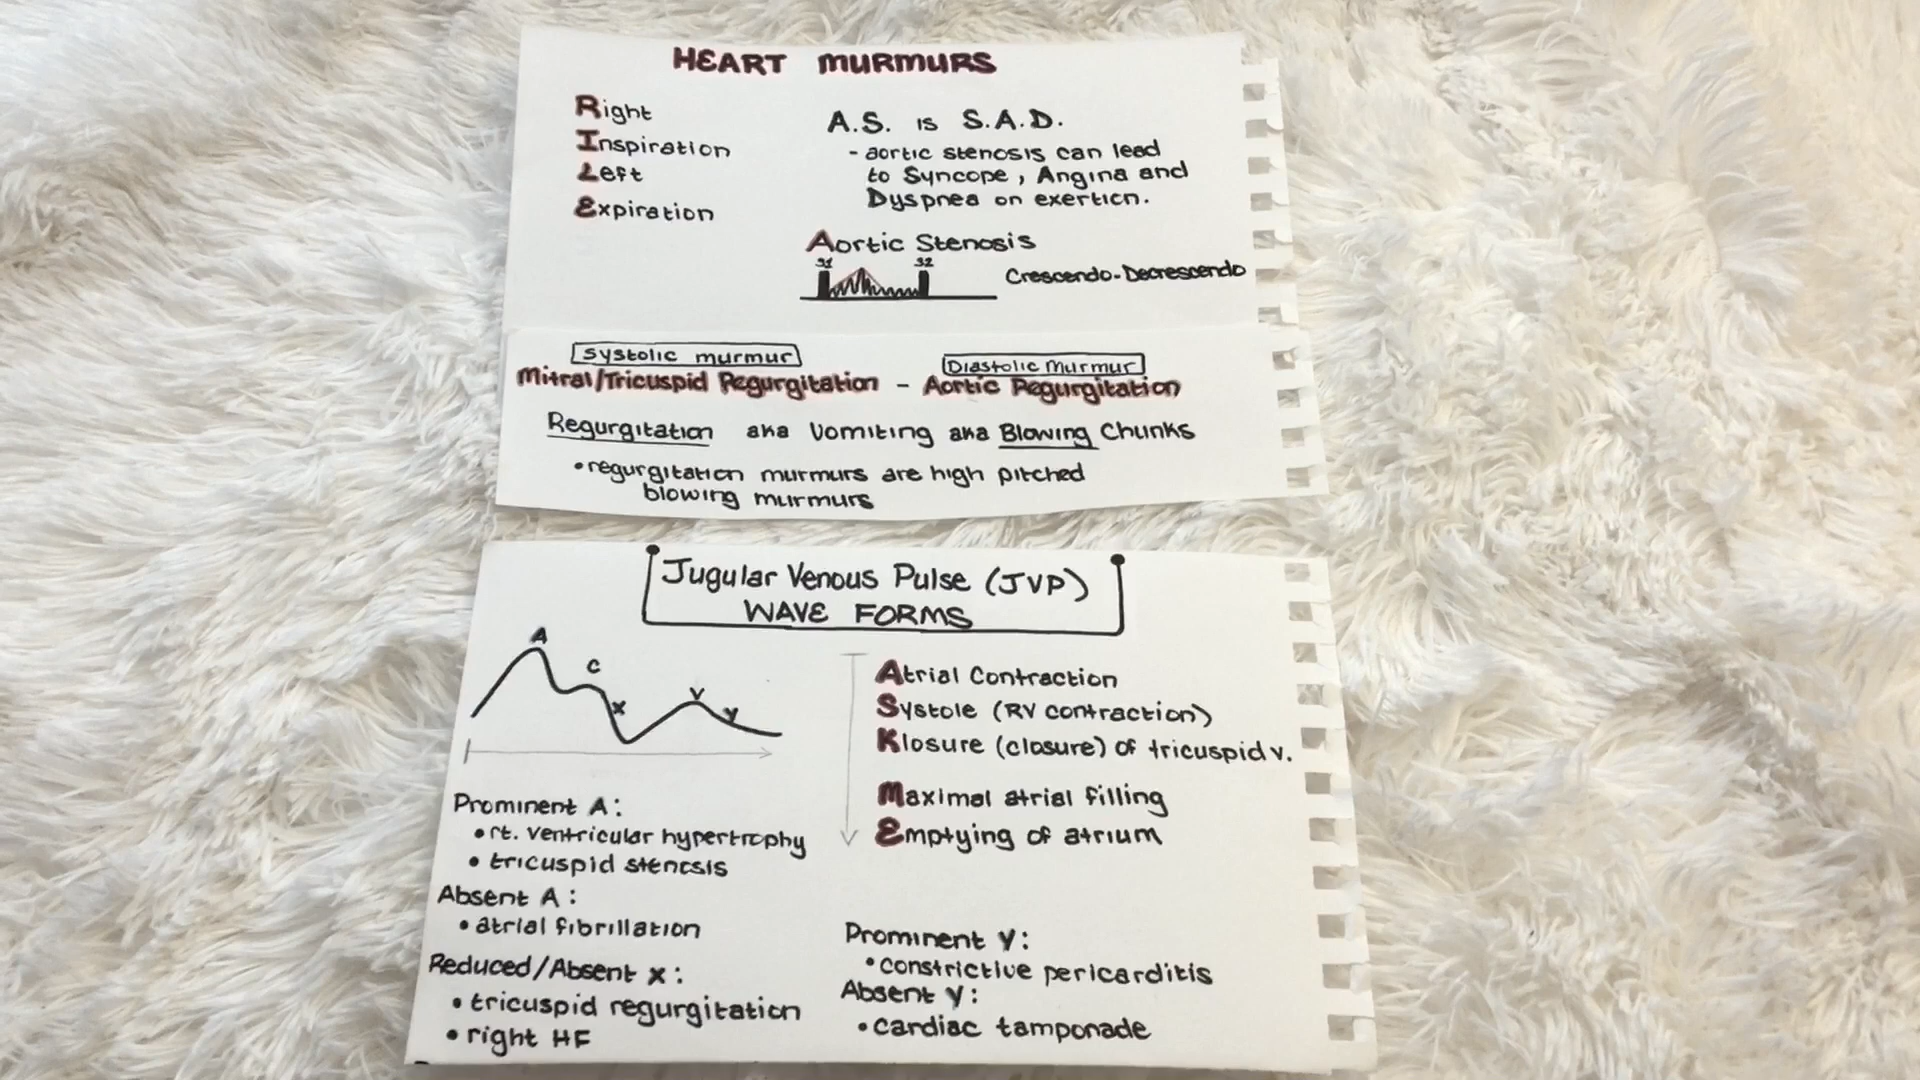 HEART MURMURS
Right
Inspiration
Left
Expiration
A.S. IS S.A.D.
- aortic stenosis can lead
to Syncope, Angina and
Dyspnea on exertion.
Aortic Stenosis
S1 S2
Crescendo-Decrescendo
Systolic murmur
Mitral/Tricuspid Regurgitation -
Diastolic Murmur
Aortic Regurgitation
Regurgitation aka Vomiting aka Blowing Chunks
• regurgitation murmurs are high pitched
blowing murmurs
Jugular Venous Pulse (JVP)
WAVE FORMS
A
C
X
V
Y
Atrial Contraction
Systole (RV contraction)
Klosure (closure) of tricuspid v.
Maximal atrial filling
Emptying of atrium
Prominent A:
• rt. ventricular hypertrophy
• tricuspid stenosis
Absent A:
• atrial fibrillation
Reduced/Absent X:
• tricuspid regurgitation
• right HF
Prominent Y:
• constrictive pericarditis
Absent Y:
• cardiac tamponade